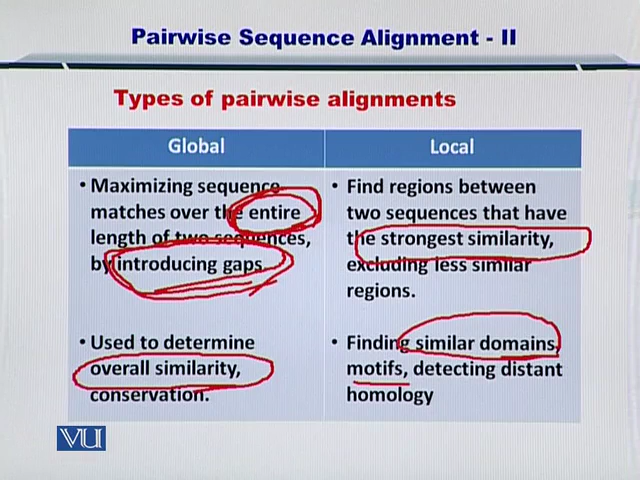 Pairwise Sequence Alignment - II
Types of pairwise alignments
Global
Local
• Maximizing sequence
matches over the entire
length of two sequences,
by introducing gaps
• Find regions between
two sequences that have
the strongest similarity,
excluding less similar
regions.
• Used to determine
overall similarity,
conservation.
• Finding similar domains,
motifs, detecting distant
homology
VU